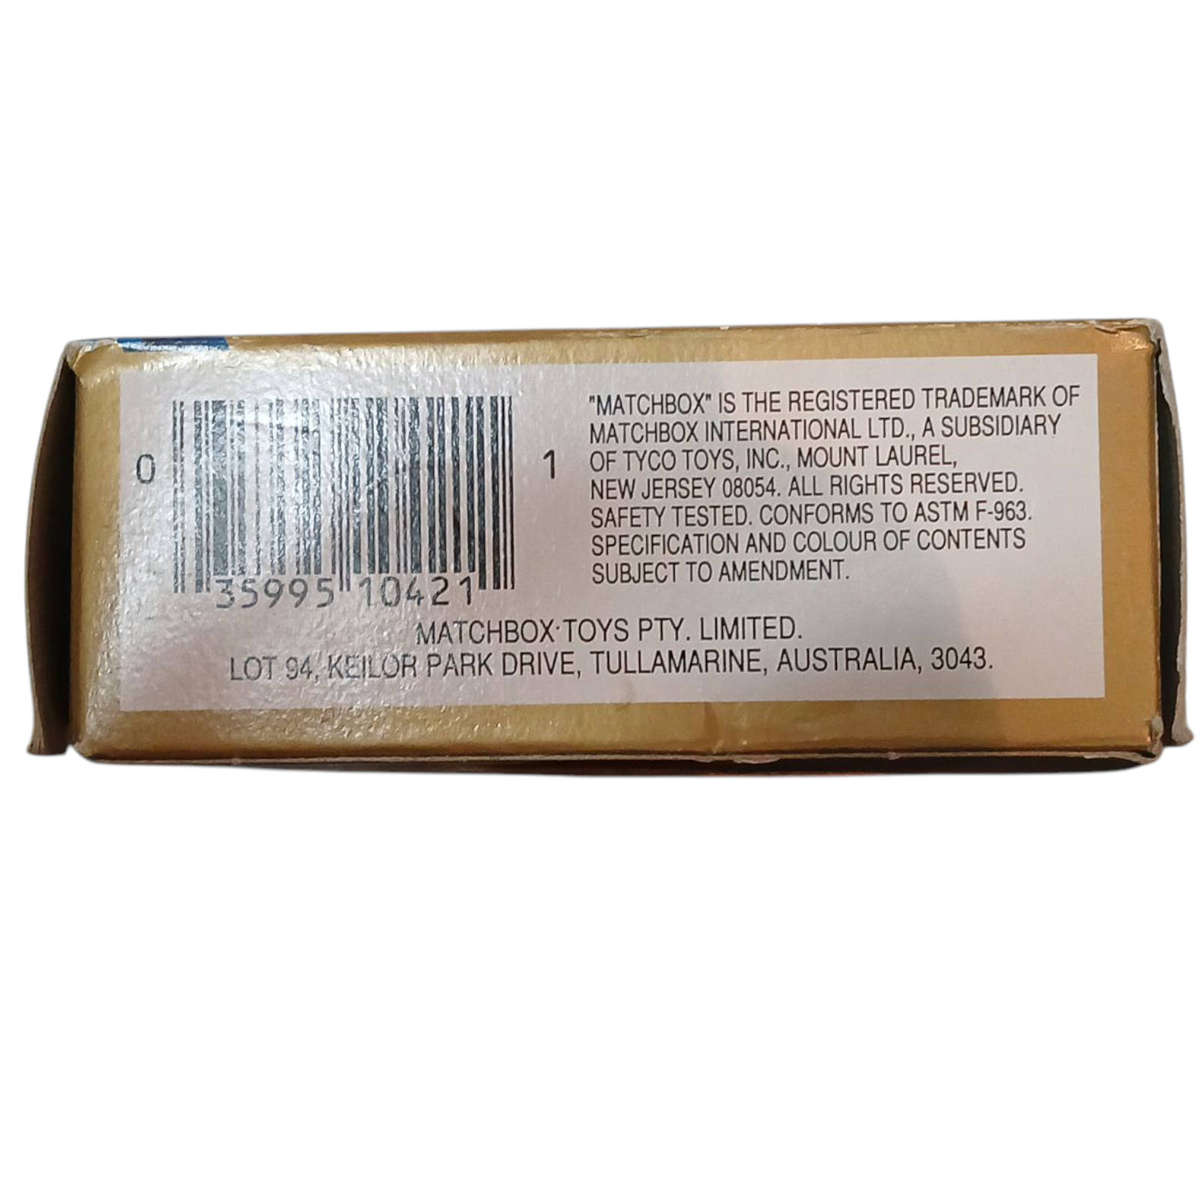 0 35995 10421 1
"MATCHBOX" IS THE REGISTERED TRADEMARK OF
MATCHBOX INTERNATIONAL LTD., A SUBSIDIARY
OF TYCO TOYS, INC., MOUNT LAUREL,
NEW JERSEY 08054. ALL RIGHTS RESERVED.
SAFETY TESTED. CONFORMS TO ASTM F-963.
SPECIFICATION AND COLOUR OF CONTENTS
SUBJECT TO AMENDMENT.
MATCHBOX TOYS PTY. LIMITED.
LOT 94, KEILOR PARK DRIVE, TULLAMARINE, AUSTRALIA, 3043.